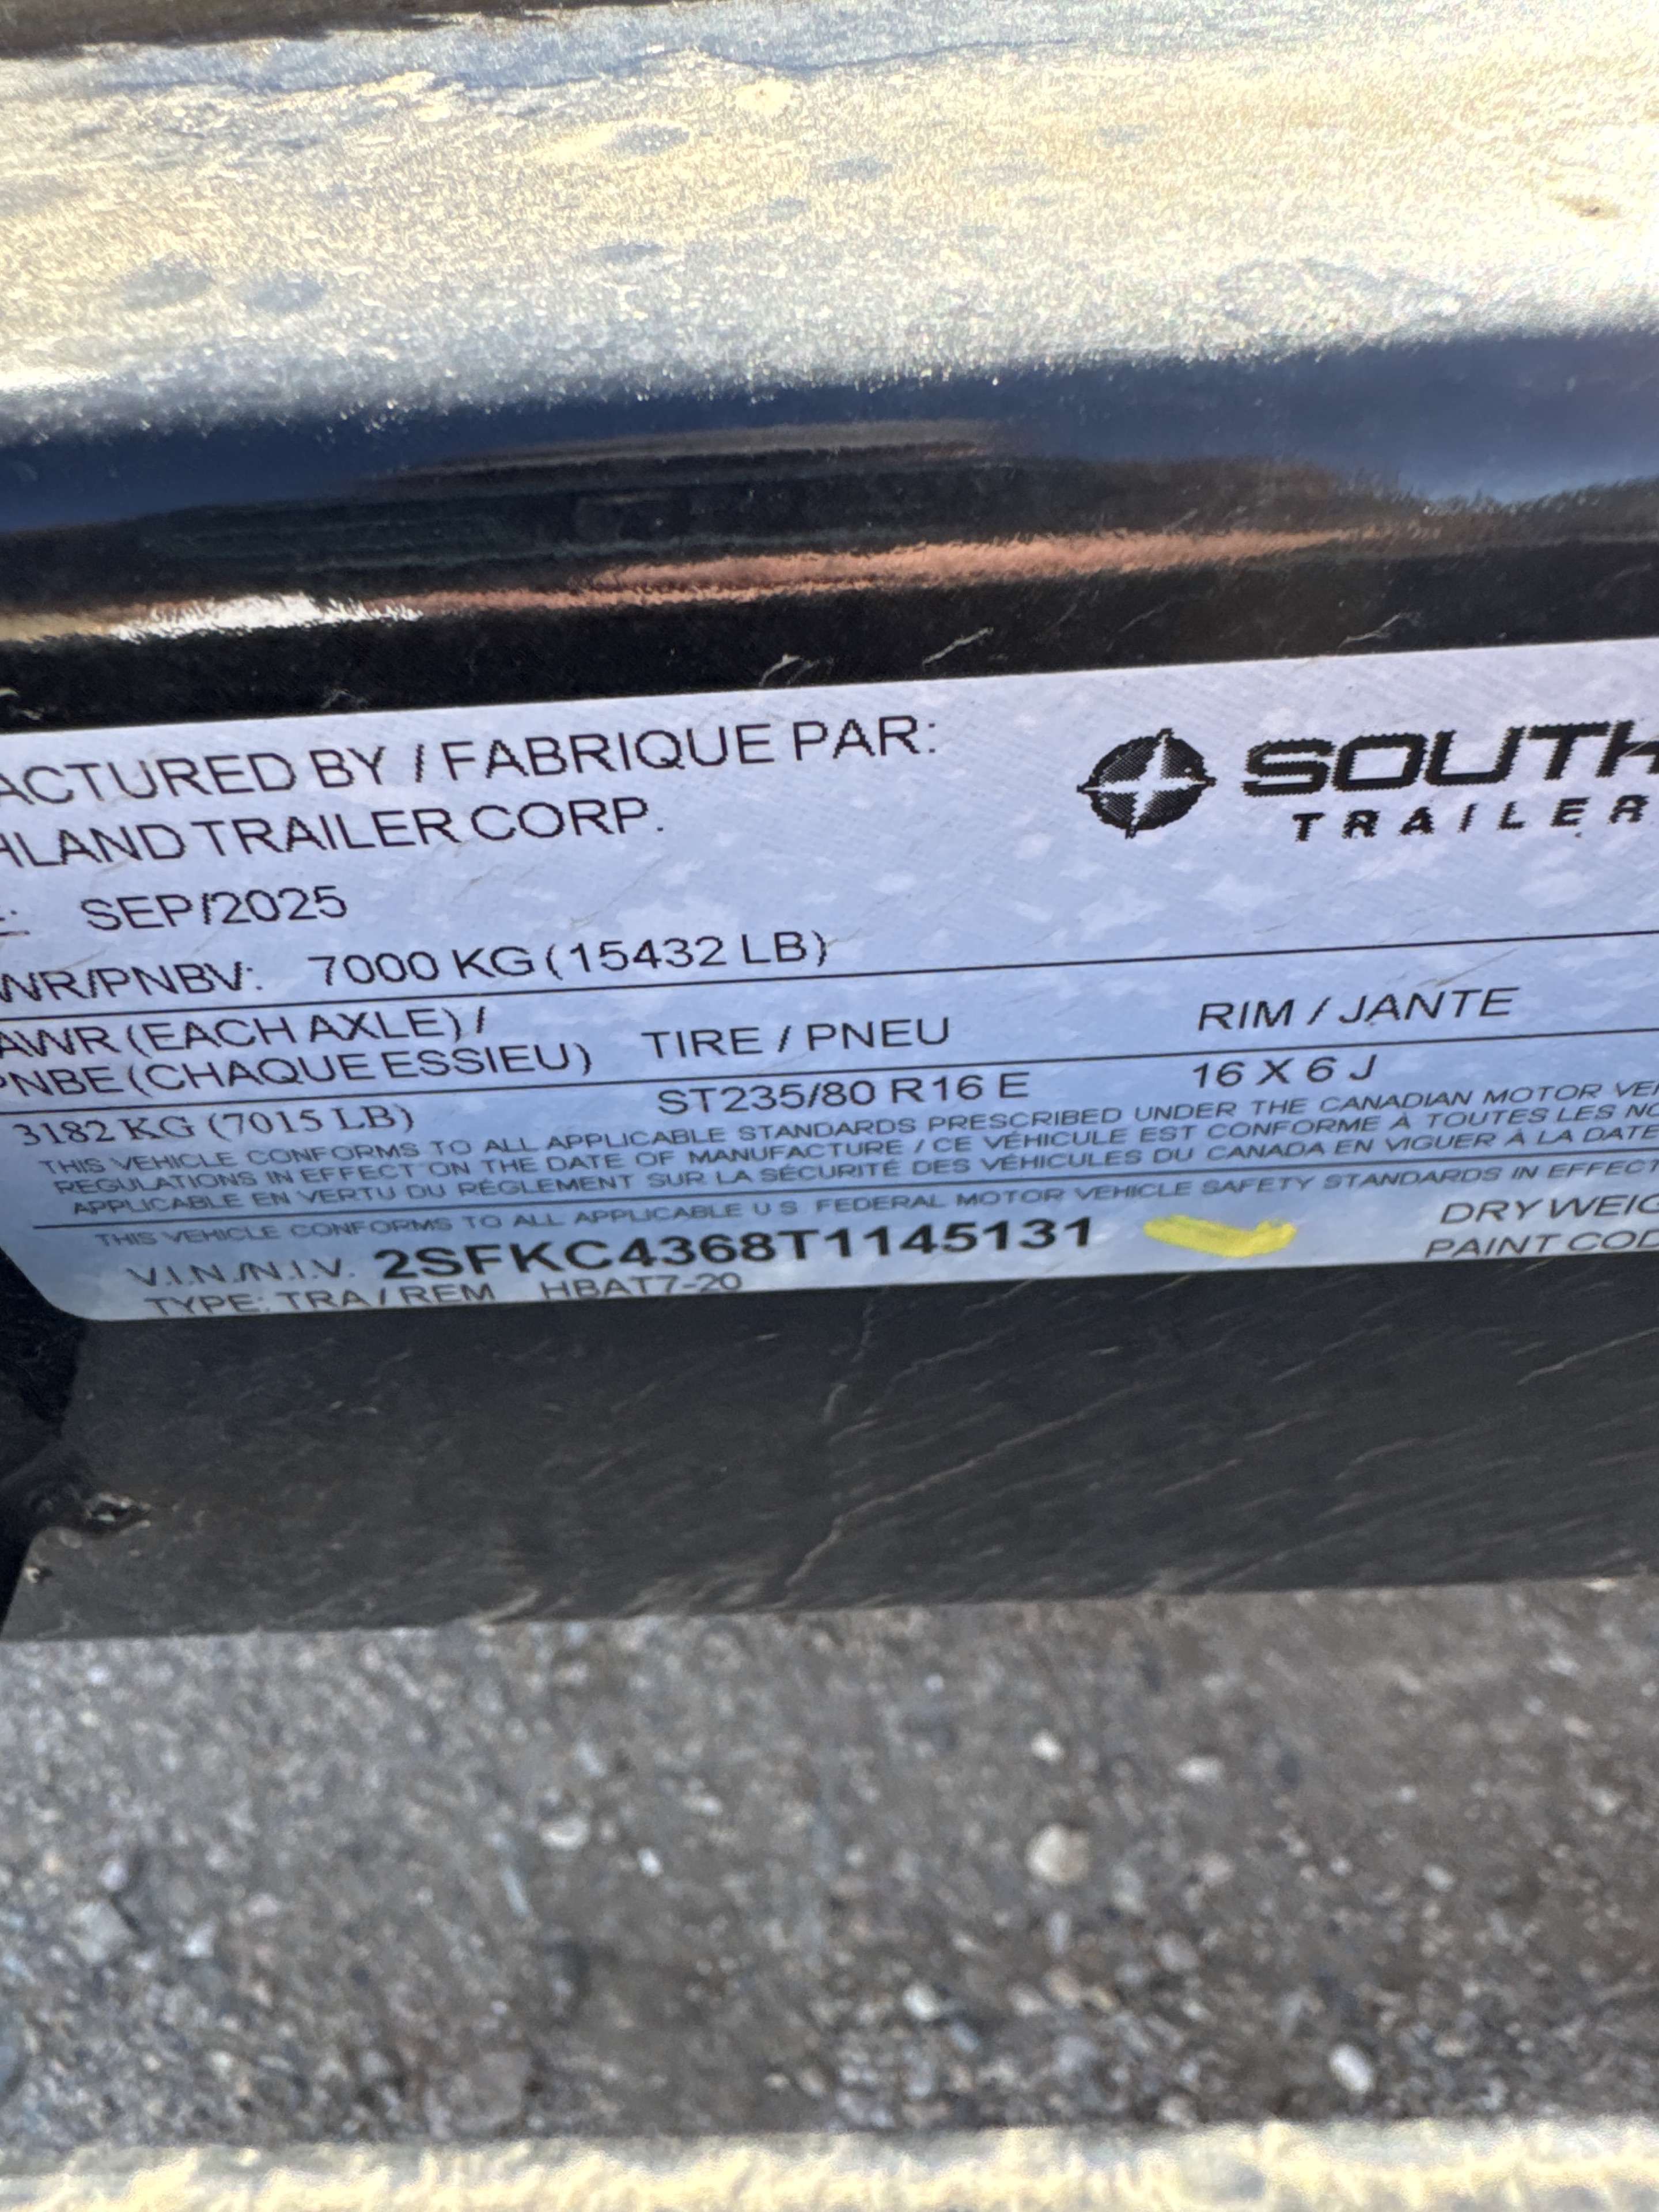 ACTURED BY / FABRIQUE PAR:
HLAND TRAILER CORP.
SOUTH
TRAILER
E: SEP/2025
WR/PNBV: 7000 KG (15432 LB)
AWR (EACH AXLE) /
PNBE (CHAQUE ESSIEU)
TIRE / PNEU
RIM / JANTE
3182 KG (7015 LB)
ST235/80 R16 E
16 X 6 J
THIS VEHICLE CONFORMS TO ALL APPLICABLE STANDARDS PRESCRIBED UNDER THE CANADIAN MOTOR VE
REGULATIONS IN EFFECT ON THE DATE OF MANUFACTURE / CE VÉHICULE EST CONFORME À TOUTES LES NO
APPLICABLE EN VERTU DU RÉGLEMENT SUR LA SÉCURITÉ DES VÉHICULES DU CANADA EN VIGUER À LA DATE
THIS VEHICLE CONFORMS TO ALL APPLICABLE U S FEDERAL MOTOR VEHICLE SAFETY STANDARDS IN EFFECT
V.I.N./N.I.V. 2SFKC4368T1145131
DRY WEIG
TYPE: TRA / REM HBAT7-20
PAINT COD